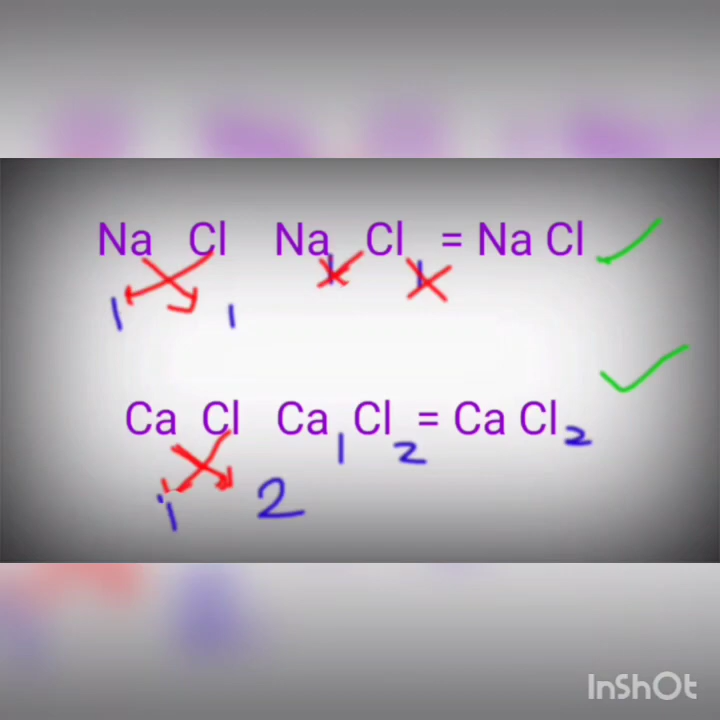 Na Cl Na1 Cl1 = Na Cl
1 1
Ca Cl Ca1 Cl2 = Ca Cl2
1 2
InShOt